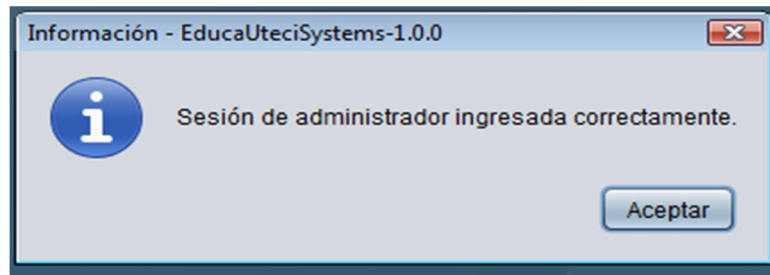 Información - EducaUteciSystems-1.0.0
Sesión de administrador ingresada correctamente.
Aceptar